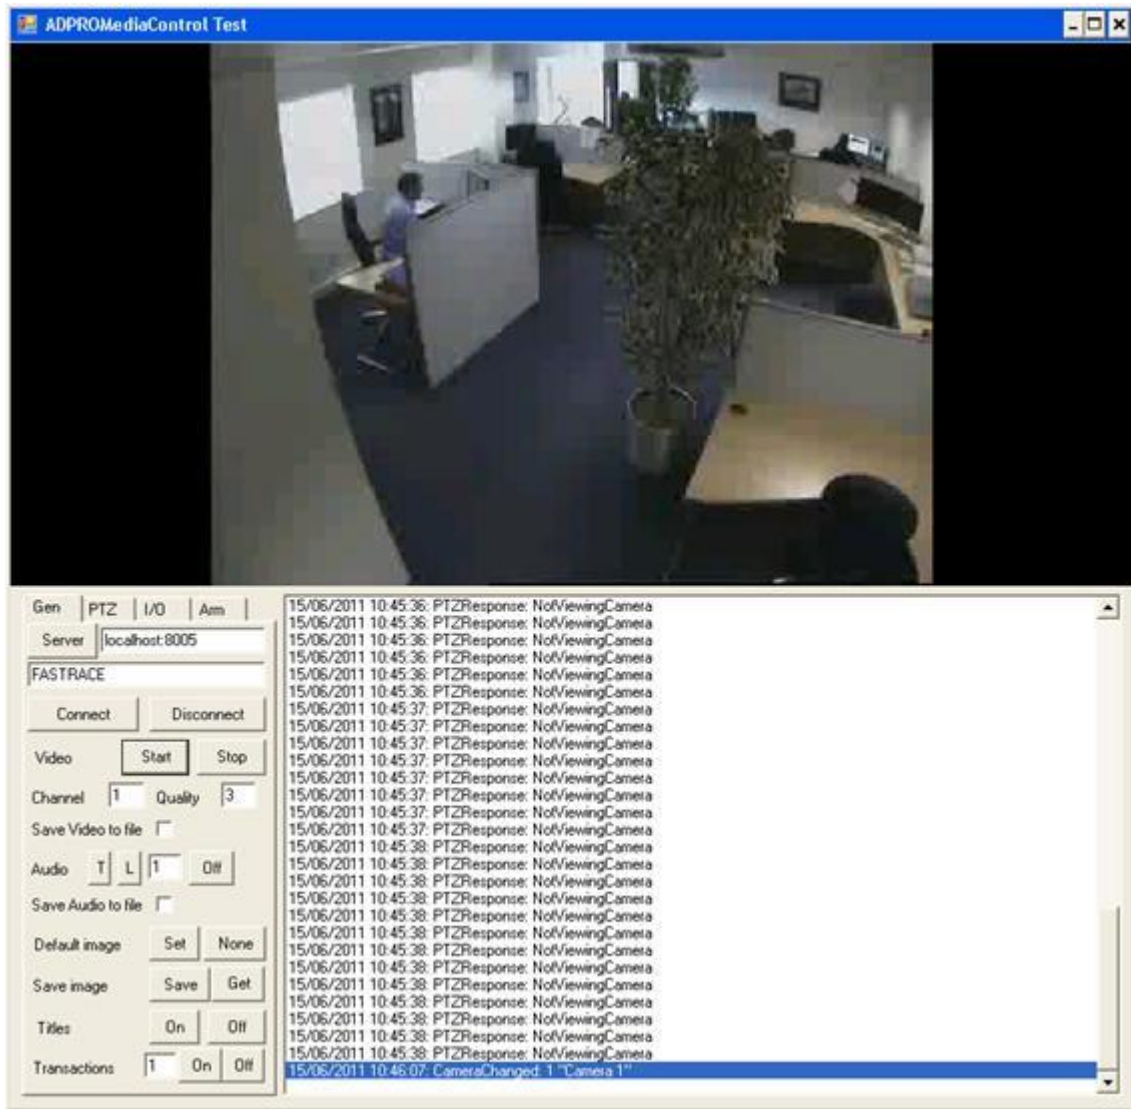 ADPROMediaControl Test
Gen PTZ I/O Arm
Server localhost:8005
FASTRACE
Connect Disconnect
Video Start Stop
Channel 1 Quality 3
Save Video to file
Audio T L 1 Off
Save Audio to file
Default image Set None
Save image Save Get
Titles On Off
Transactions 1 On Off
15/06/2011 10:45:36: PTZResponse: NotViewingCamera
15/06/2011 10:45:36: PTZResponse: NotViewingCamera
15/06/2011 10:45:36: PTZResponse: NotViewingCamera
15/06/2011 10:45:36: PTZResponse: NotViewingCamera
15/06/2011 10:45:36: PTZResponse: NotViewingCamera
15/06/2011 10:45:36: PTZResponse: NotViewingCamera
15/06/2011 10:45:37: PTZResponse: NotViewingCamera
15/06/2011 10:45:37: PTZResponse: NotViewingCamera
15/06/2011 10:45:37: PTZResponse: NotViewingCamera
15/06/2011 10:45:37: PTZResponse: NotViewingCamera
15/06/2011 10:45:37: PTZResponse: NotViewingCamera
15/06/2011 10:45:37: PTZResponse: NotViewingCamera
15/06/2011 10:45:37: PTZResponse: NotViewingCamera
15/06/2011 10:45:37: PTZResponse: NotViewingCamera
15/06/2011 10:45:38: PTZResponse: NotViewingCamera
15/06/2011 10:45:38: PTZResponse: NotViewingCamera
15/06/2011 10:45:38: PTZResponse: NotViewingCamera
15/06/2011 10:45:38: PTZResponse: NotViewingCamera
15/06/2011 10:45:38: PTZResponse: NotViewingCamera
15/06/2011 10:45:38: PTZResponse: NotViewingCamera
15/06/2011 10:45:38: PTZResponse: NotViewingCamera
15/06/2011 10:45:38: PTZResponse: NotViewingCamera
15/06/2011 10:45:38: PTZResponse: NotViewingCamera
15/06/2011 10:45:38: PTZResponse: NotViewingCamera
15/06/2011 10:45:38: PTZResponse: NotViewingCamera
15/06/2011 10:45:38: PTZResponse: NotViewingCamera
15/06/2011 10:45:38: PTZResponse: NotViewingCamera
15/06/2011 10:46:07: CameraChanged: 1 "Camera 1"